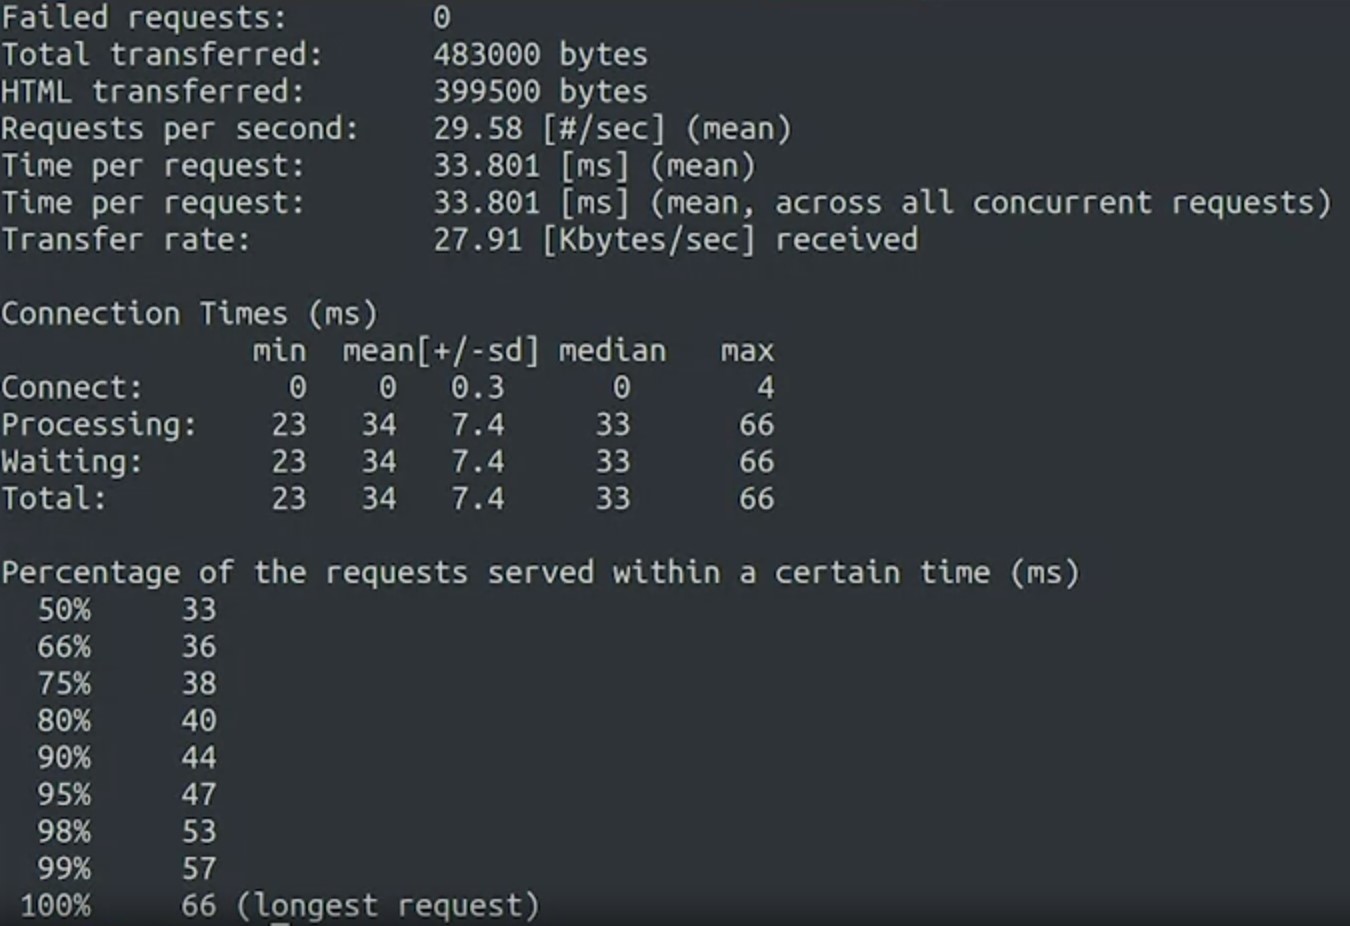 Failed requests:        0
Total transferred:      483000 bytes
HTML transferred:       399500 bytes
Requests per second:    29.58 [#/sec] (mean)
Time per request:       33.801 [ms] (mean)
Time per request:       33.801 [ms] (mean, across all concurrent requests)
Transfer rate:          27.91 [Kbytes/sec] received
Connection Times (ms)
              min  mean[+/-sd] median   max
Connect:        0    0   0.3      0       4
Processing:    23   34   7.4     33      66
Waiting:       23   34   7.4     33      66
Total:         23   34   7.4     33      66
Percentage of the requests served within a certain time (ms)
  50%     33
  66%     36
  75%     38
  80%     40
  90%     44
  95%     47
  98%     53
  99%     57
 100%     66 (longest request)